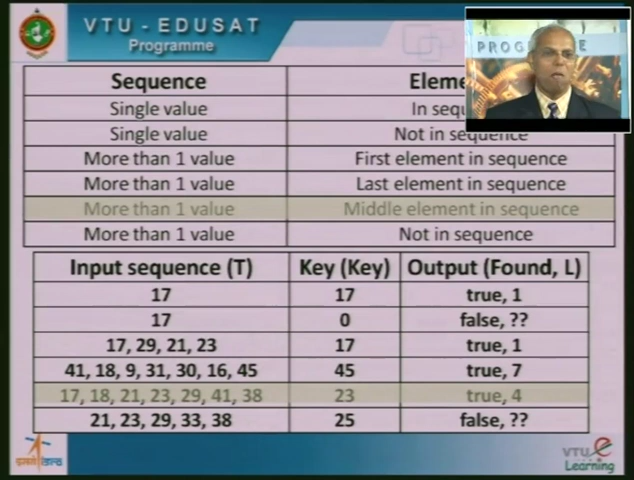 VTU - EDUSAT
Programme
PROG
E
Sequence Eleme
Single value In sequ
Single value Not in sequence
More than 1 value First element in sequence
More than 1 value Last element in sequence
More than 1 value Middle element in sequence
More than 1 value Not in sequence
Input sequence (T) Key (Key) Output (Found, L)
17 17 true, 1
17 0 false, ??
17, 29, 21, 23 17 true, 1
41, 18, 9, 31, 30, 16, 45 45 true, 7
17, 18, 21, 23, 29, 41, 38 23 true, 4
21, 23, 29, 33, 38 25 false, ??
VTU e
Learning